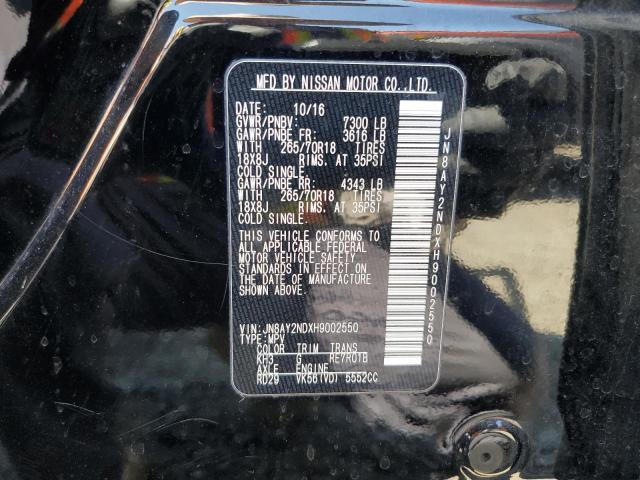 MFD BY NISSAN MOTOR CO.,LTD.
DATE: 10/16
GVWR/PNBV: 7300 LB
GAWR/PNBE FR: 3616 LB
WITH 265/70R18 TIRES
18X8J RIMS. AT 35PSI
COLD SINGLE.
GAWR/PNBE RR: 4343 LB
WITH 265/70R18 TIRES
18X8J RIMS. AT 35PSI
COLD SINGLE.
THIS VEHICLE CONFORMS TO
ALL APPLICABLE FEDERAL
MOTOR VEHICLE SAFETY
STANDARDS IN EFFECT ON
THE DATE OF MANUFACTURE
SHOWN ABOVE.
VIN: JN8AY2NDXH9002550
TYPE: MPV
COLOR TRIM TRANS
KH3 G RE7R01B
AXLE ENGINE
RD29 VK56(VD) 5552CC
JN8AY2NDXH9002550